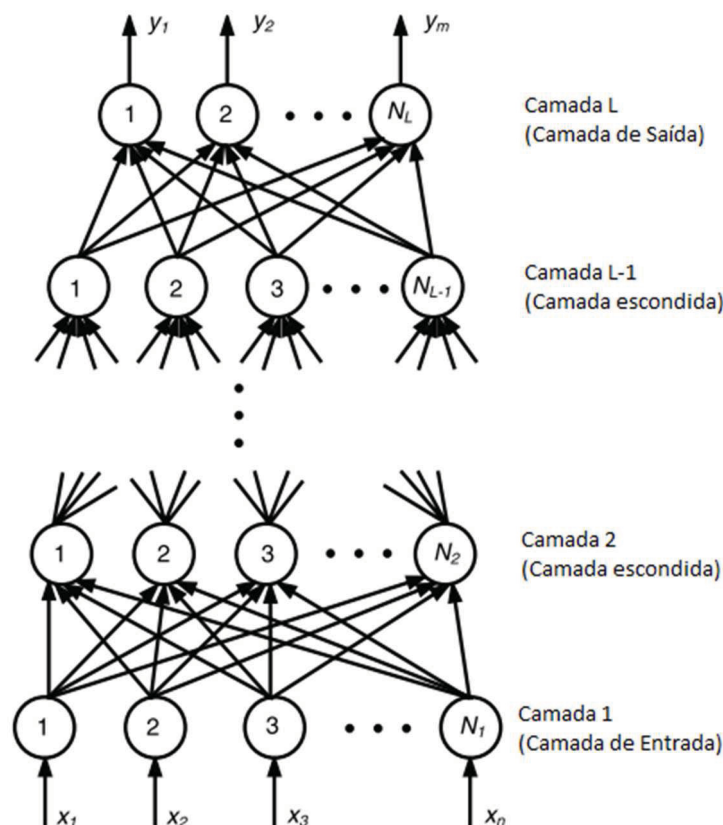 y₁ y₂ yₘ
1 2 N_L
Camada L
(Camada de Saída)
1 2 3 N_{L-1}
Camada L-1
(Camada escondida)
1 2 3 N₂
Camada 2
(Camada escondida)
1 2 3 N₁
Camada 1
(Camada de Entrada)
x₁ x₂ x₃ xₙ